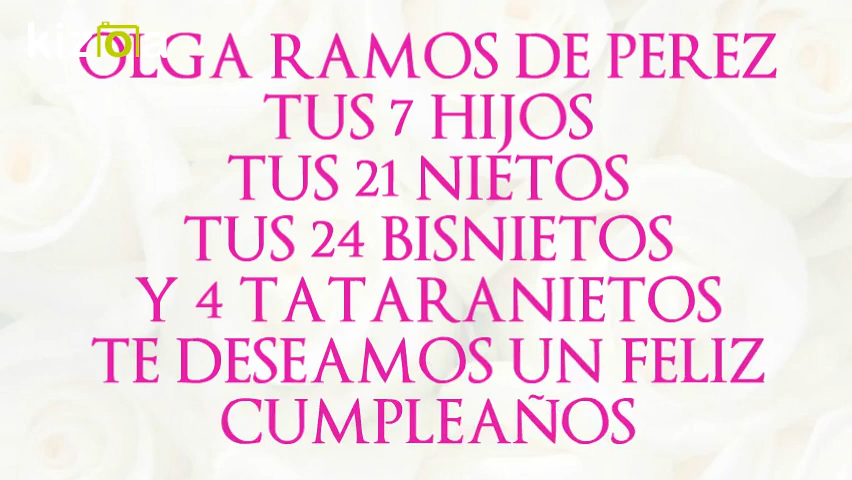 OLGA RAMOS DE PEREZ
TUS 7 HIJOS
TUS 21 NIETOS
TUS 24 BISNIETOS
Y 4 TATARANIETOS
TE DESEAMOS UN FELIZ
CUMPLEAÑOS